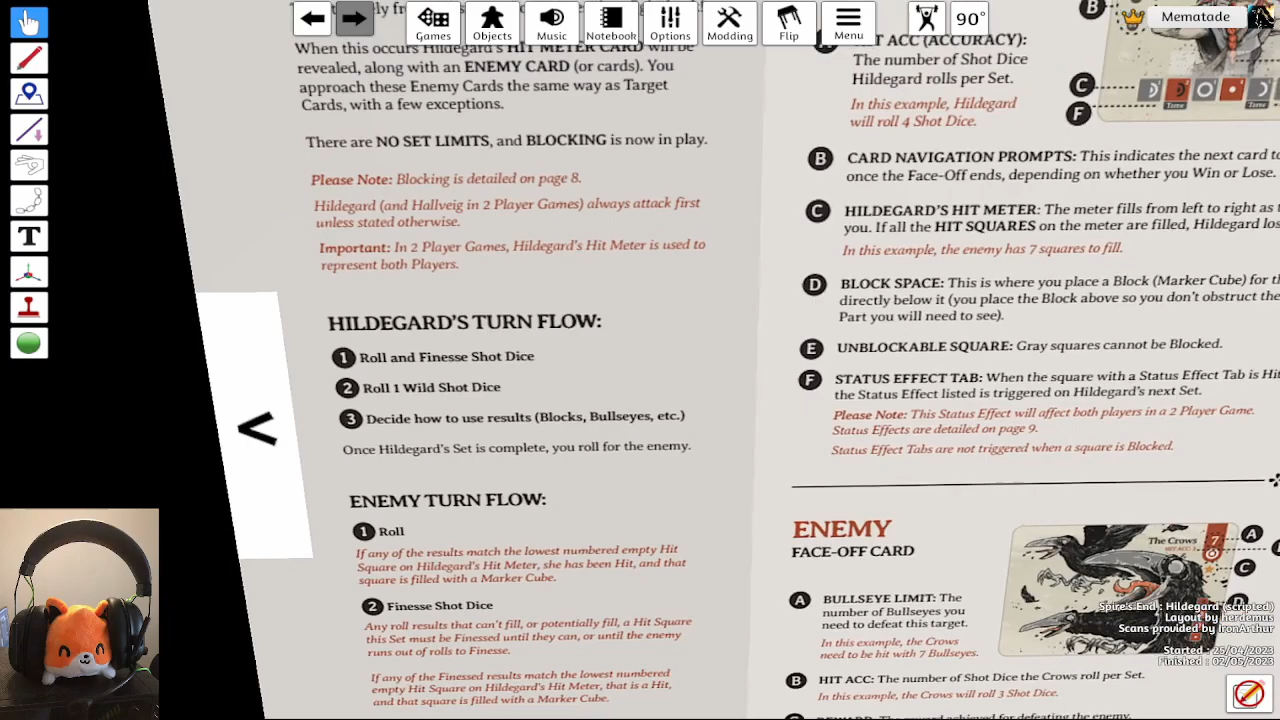 Games
Objects
Music
Notebook
Options
Modding
Flip
Menu
90°
Mematade
When this occurs Hildegard's HIT METER CARD will be
revealed, along with an ENEMY CARD (or cards). You
approach these Enemy Cards the same way as Target
Cards, with a few exceptions.
There are NO SET LIMITS, and BLOCKING is now in play.
Please Note: Blocking is detailed on page 8.
Hildegard (and Hallveig in 2 Player Games) always attack first
unless stated otherwise.
Important: In 2 Player Games, Hildegard's Hit Meter is used to
represent both Players.
<
HILDEGARD'S TURN FLOW:
1 Roll and Finesse Shot Dice
2 Roll 1 Wild Shot Dice
3 Decide how to use results (Blocks, Bullseyes, etc.)
Once Hildegard's Set is complete, you roll for the enemy.
ENEMY TURN FLOW:
1 Roll
If any of the results match the lowest numbered empty Hit
Square on Hildegard's Hit Meter, she has been Hit, and that
square is filled with a Marker Cube.
2 Finesse Shot Dice
Any roll results that can't fill, or potentially fill, a Hit Square
this Set must be Finessed until they can, or until the enemy
runs out of rolls to Finesse.
If any of the Finessed results match the lowest numbered
empty Hit Square on Hildegard's Hit Meter, that is a Hit,
and that square is filled with a Marker Cube.
HIT ACC (ACCURACY):
The number of Shot Dice
Hildegard rolls per Set.
In this example, Hildegard
will roll 4 Shot Dice.
B
C
F
Tome
Tome
B CARD NAVIGATION PROMPTS: This indicates the next card to
once the Face-Off ends, depending on whether you Win or Lose.
C HILDEGARD'S HIT METER: The meter fills from left to right as
you. If all the HIT SQUARES on the meter are filled, Hildegard
In this example, the enemy has 7 squares to fill.
D BLOCK SPACE: This is where you place a Block (Marker Cube) for
directly below it (you place the Block above so you don't obstruct the
Part you will need to see).
E UNBLOCKABLE SQUARE: Gray squares cannot be Blocked.
F STATUS EFFECT TAB: When the square with a Status Effect Tab is Hit
the Status Effect listed is triggered on Hildegard's next Set.
Please Note: This Status Effect will affect both players in a 2 Player Game.
Status Effects are detailed on page 9.
Status Effect Tabs are not triggered when a square is Blocked.
ENEMY
FACE-OFF CARD
The Crows
7
A
C
A BULLSEYE LIMIT: The
number of Bullseyes you
need to defeat this target.
In this example, the Crows
need to be hit with 7 Bullseyes.
B HIT ACC: The number of Shot Dice the Crows roll per Set.
In this example, the Crows will roll 3 Shot Dice.
Spire's End : Hildegard (scripted)
Layout by herdemus
Scans provided by IronArthur
Started : 25/04/2023
Finished : 02/05/2023